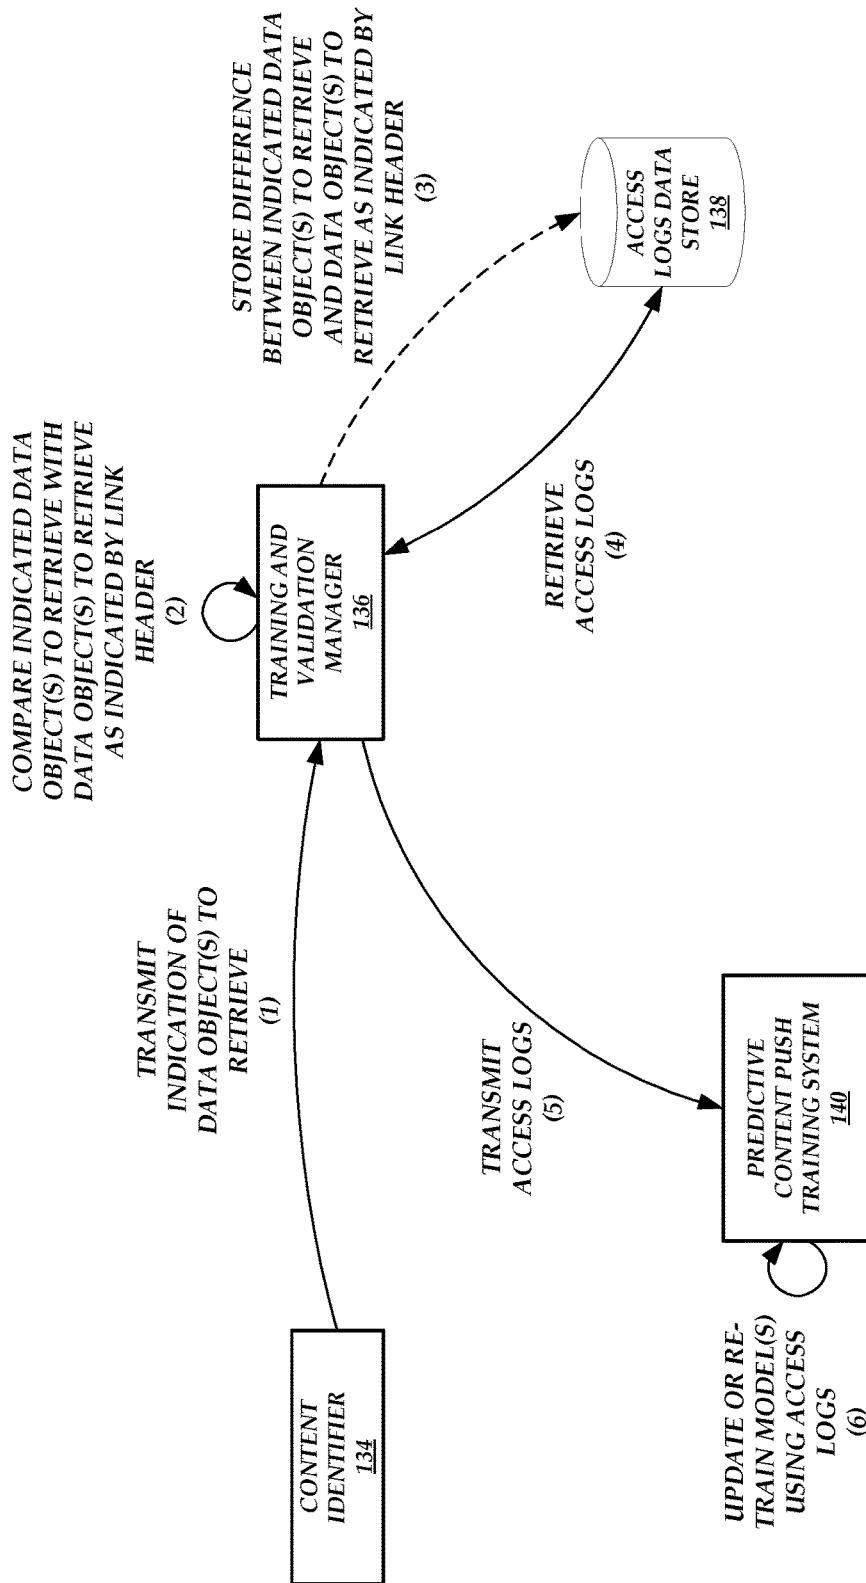 COMPARE INDICATED DATA
OBJECT(S) TO RETRIEVE WITH
DATA OBJECT(S) TO RETRIEVE
AS INDICATED BY LINK
HEADER
(2)
STORE DIFFERENCE
BETWEEN INDICATED DATA
OBJECT(S) TO RETRIEVE
AND DATA OBJECT(S) TO
RETRIEVE AS INDICATED BY
LINK HEADER
(3)
TRANSMIT
INDICATION OF
DATA OBJECT(S) TO
RETRIEVE
(1)
CONTENT
IDENTIFIER
134
TRAINING AND
VALIDATION
MANAGER
136
RETRIEVE
ACCESS LOGS
(4)
ACCESS
LOGS DATA
STORE
138
TRANSMIT
ACCESS LOGS
(5)
UPDATE OR RE-
TRAIN MODEL(S)
USING ACCESS
LOGS
(6)
PREDICTIVE
CONTENT PUSH
TRAINING SYSTEM
140